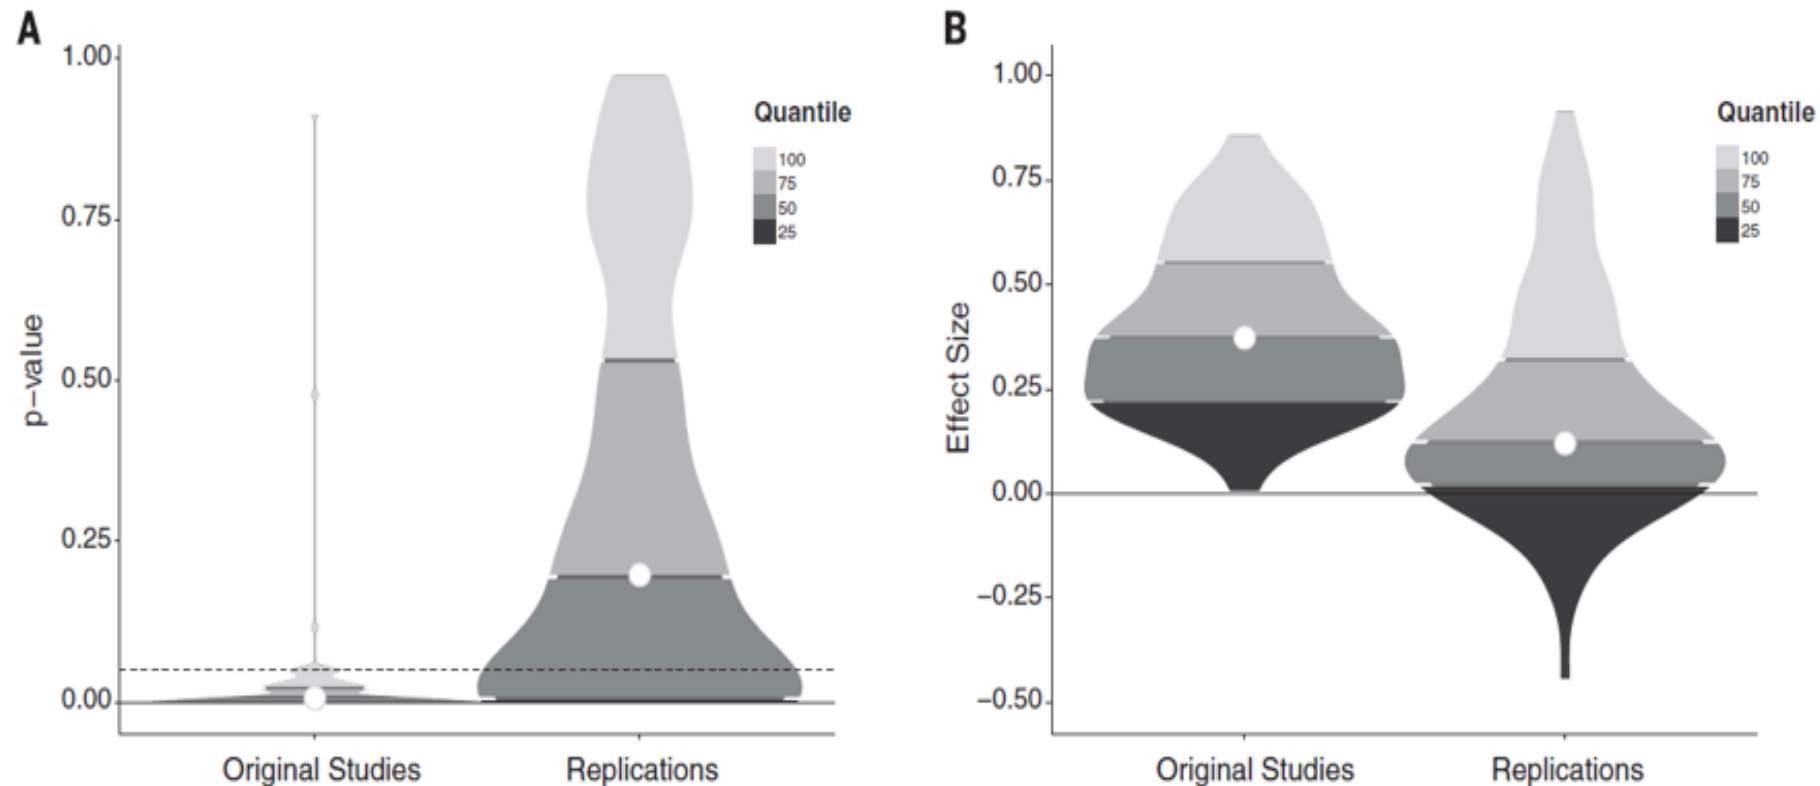 A
p−value
1.00
0.75
0.50
0.25
0.00
Original Studies
Replications
Quantile
100
75
50
25
B
Effect Size
1.00
0.75
0.50
0.25
0.00
−0.25
−0.50
Original Studies
Replications
Quantile
100
75
50
25